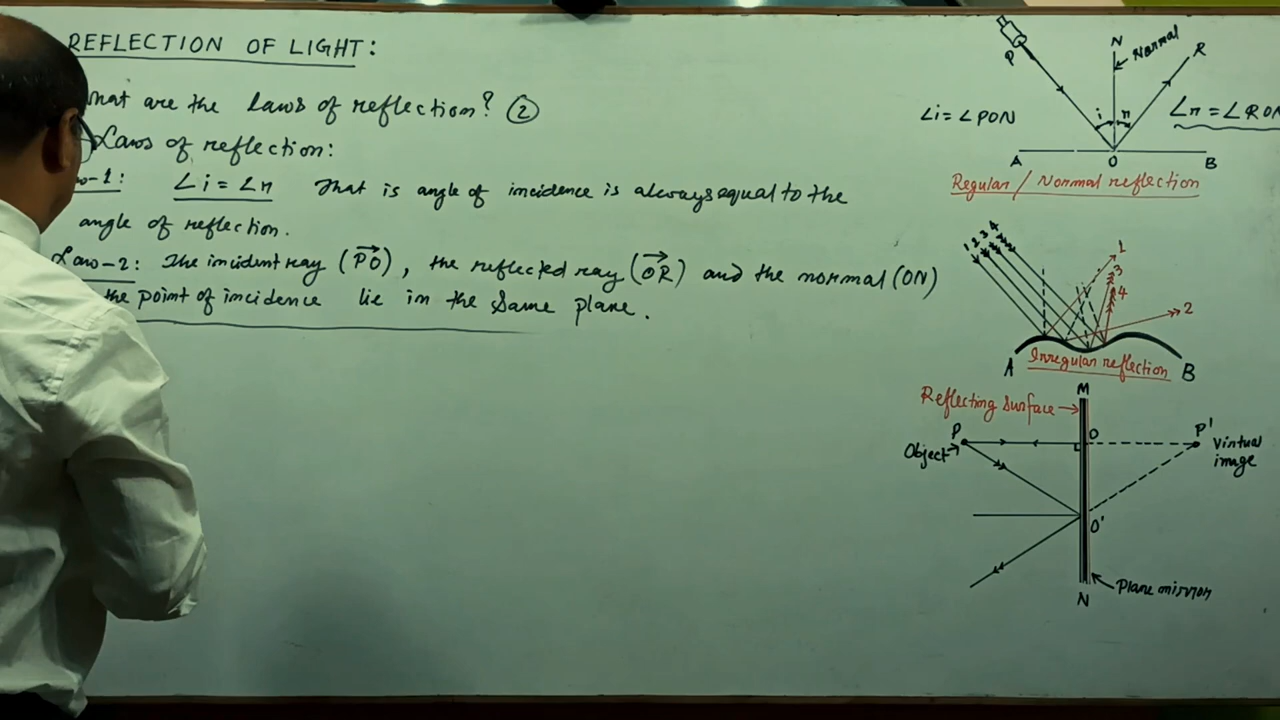 REFLECTION OF LIGHT:
What are the Laws of reflection? ②
Laws of reflection:
∠i = ∠r That is angle of incidence is always equal to the
angle of reflection.
Law-2: The incident ray (PO), the reflected ray (OR) and the normal (ON)
the point of incidence lie in the same plane.
P
N
Normal
R
∠i = ∠PON
i
r
∠r = ∠RON
A
O
B
Regular / Normal reflection
1 2 3 4
1
3
4
2
A
Irregular reflection
B
M
Reflecting surface
P
O
P'
Object
Virtual
image
O'
Plane mirror
N